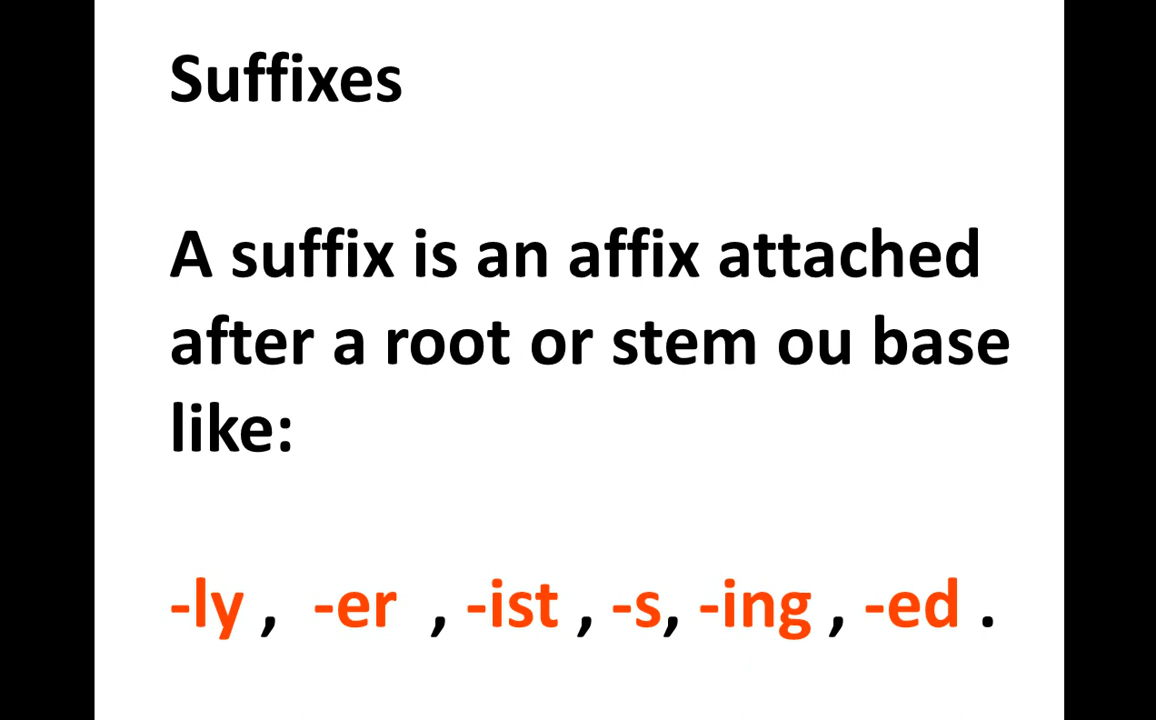 Suffixes
A suffix is an affix attached
after a root or stem ou base
like:
-ly ,  -er  , -ist , -s, -ing , -ed .